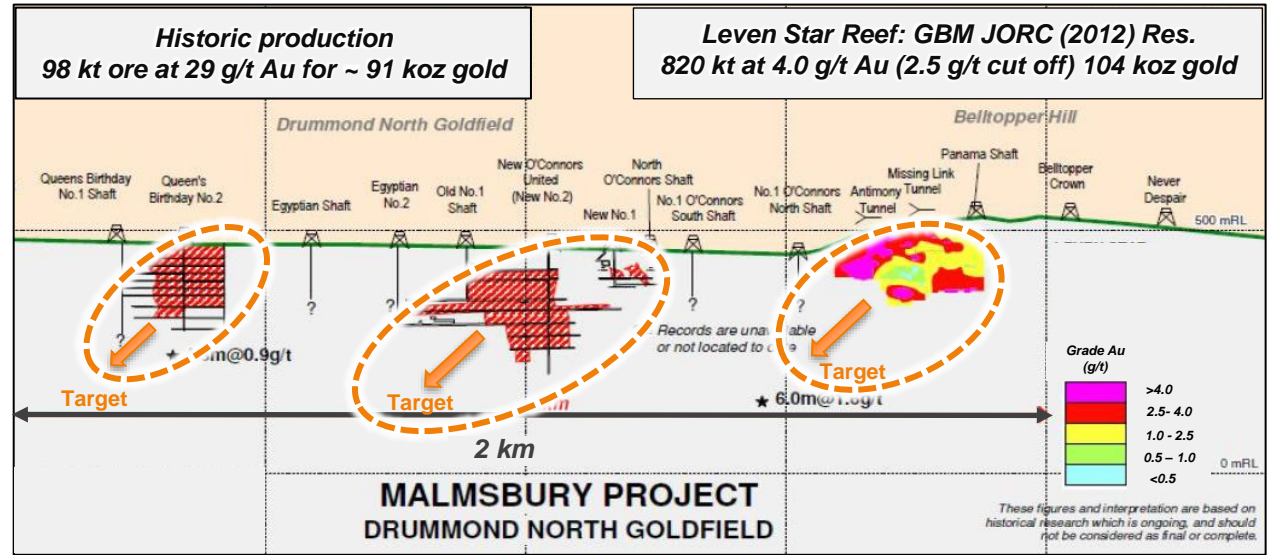 Historic production
98 kt ore at 29 g/t Au for ~ 91 koz gold
Leven Star Reef: GBM JORC (2012) Res.
820 kt at 4.0 g/t Au (2.5 g/t cut off) 104 koz gold
Drummond North Goldfield
Belltopper Hill
Queens Birthday
No.1 Shaft
Queen's
Birthday No.2
Egyptian Shaft
Egyptian
No.2
Old No.1
Shaft
New O'Connors
United
(New No.2)
New No.1
North
O'Connors Shaft
No.1 O'Connors
South Shaft
No.1 O'Connors
North Shaft
Antimony
Tunnel
Missing Link
Tunnel
Panama Shaft
Belltopper
Crown
Never
Despair
500 mRL
?
?
?
?
?
?
Records are
or not located to
m@0.9g/t
6.0m@1.6g/t
Target
Target
Target
2 km
Grade Au
(g/t)
>4.0
2.5- 4.0
1.0 - 2.5
0.5 – 1.0
<0.5
0 mRL
MALMSBURY PROJECT
DRUMMOND NORTH GOLDFIELD
These figures and interpretation are based on
historical research which is ongoing, and should
not be considered as final or complete.